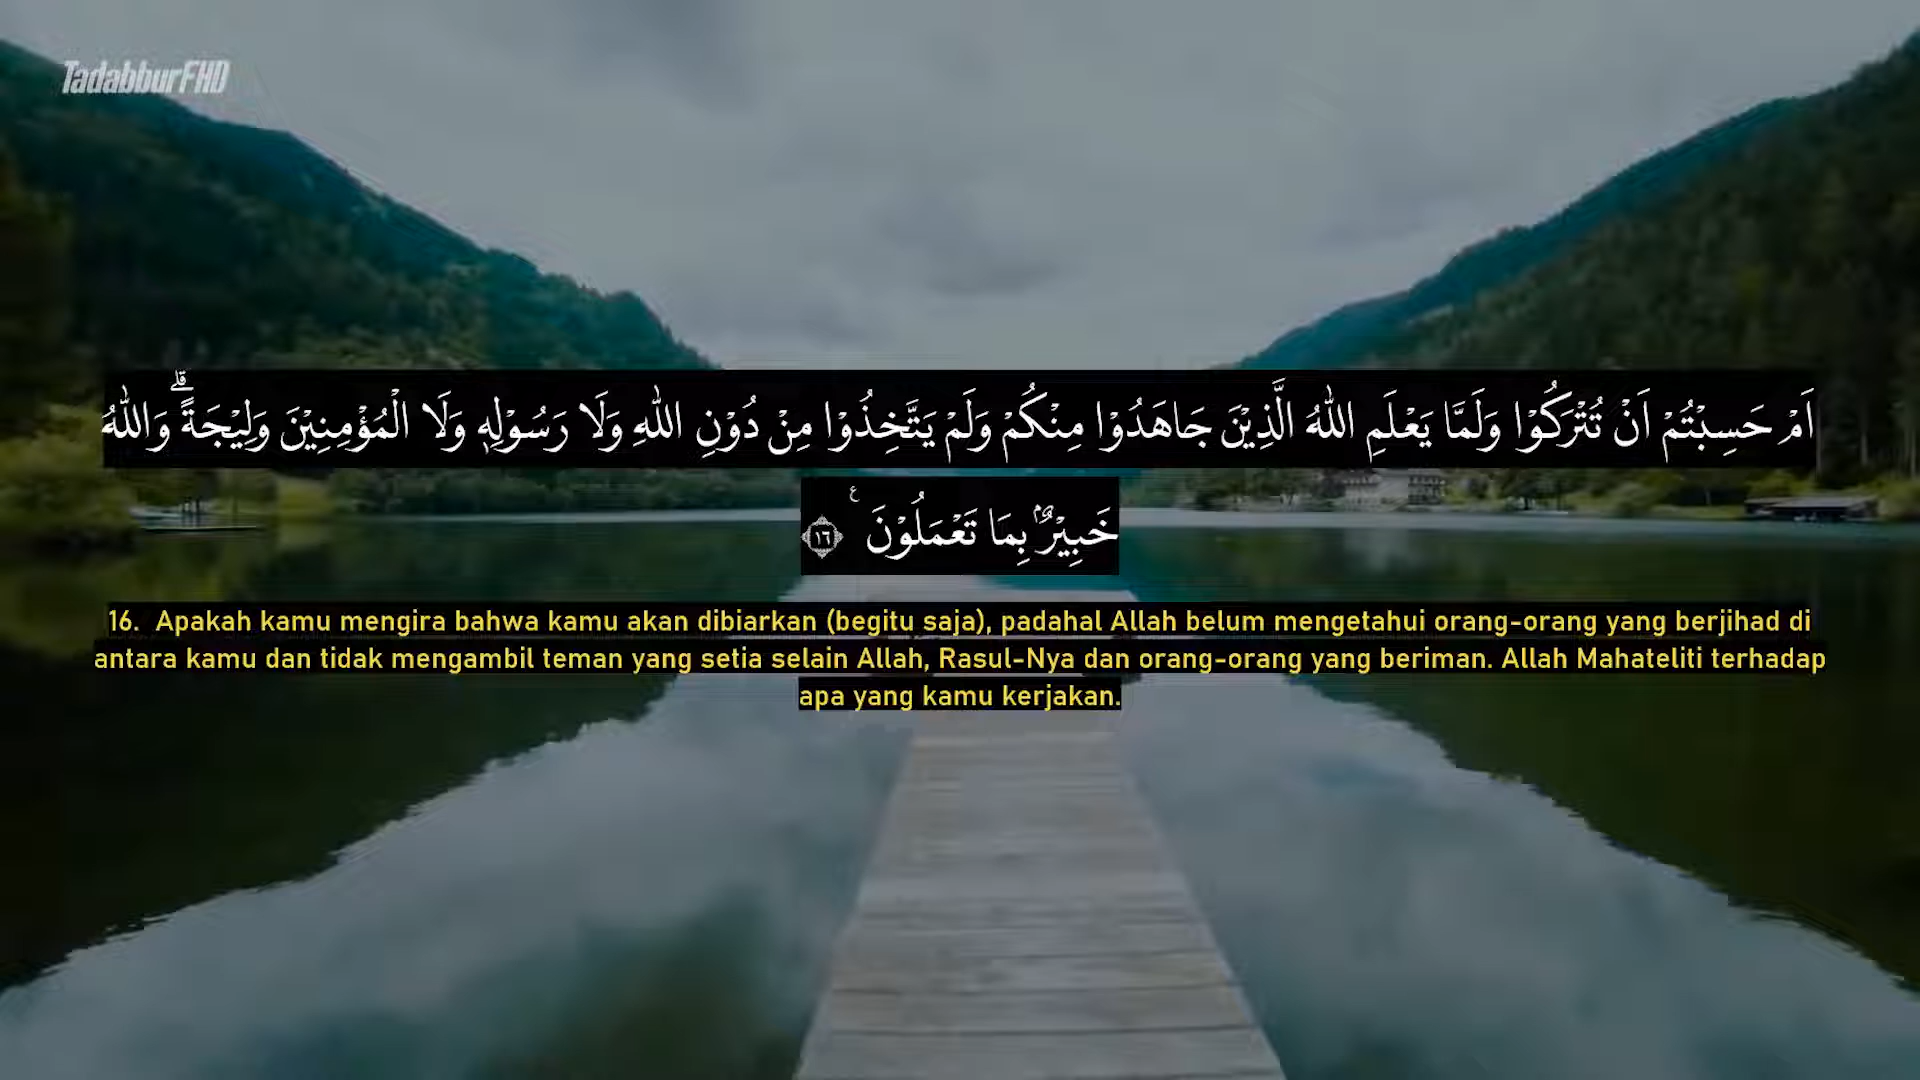 TadabburFHD
اَمْ حَسِبْتُمْ اَنْ تُتْرَكُوْا وَلَمَّا يَعْلَمِ اللّٰهُ الَّذِيْنَ جَاهَدُوْا مِنْكُمْ وَلَمْ يَتَّخِذُوْا مِنْ دُوْنِ اللّٰهِ وَلَا رَسُوْلِهٖ وَلَا الْمُؤْمِنِيْنَ وَلِيْجَةًۗ وَاللّٰهُ
خَبِيْرٌۢ بِمَا تَعْمَلُوْنَ ࣖ ١٦
16. Apakah kamu mengira bahwa kamu akan dibiarkan (begitu saja), padahal Allah belum mengetahui orang-orang yang berjihad di
antara kamu dan tidak mengambil teman yang setia selain Allah, Rasul-Nya dan orang-orang yang beriman. Allah Mahateliti terhadap
apa yang kamu kerjakan.